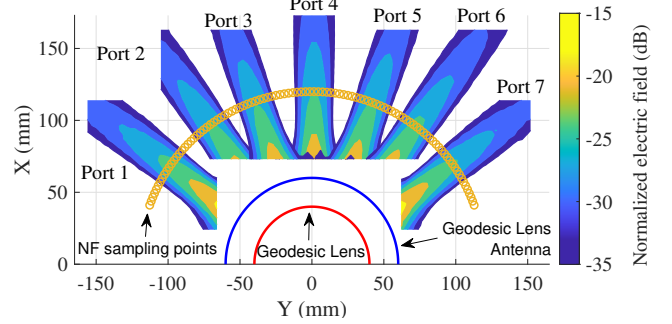 Port 4
Port 3
Port 5
Port 2
Port 6
Port 7
Port 1
NF sampling points
Geodesic Lens
Geodesic Lens
Antenna
X (mm)
150
100
50
0
-150
-100
-50
0
50
100
150
Y (mm)
-15
-20
-25
-30
-35
Normalized electric field (dB)